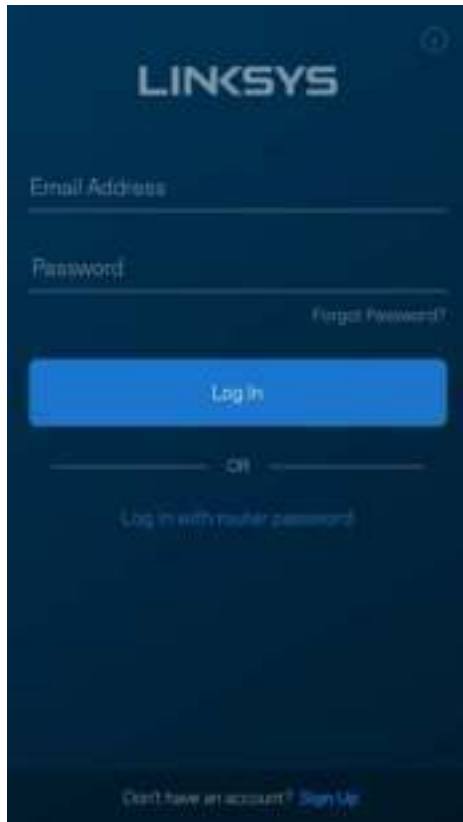 LINKSYS
Email Address
Password
Forgot Password?
Log In
OR
Log in with router password
Don't have an account? Sign Up